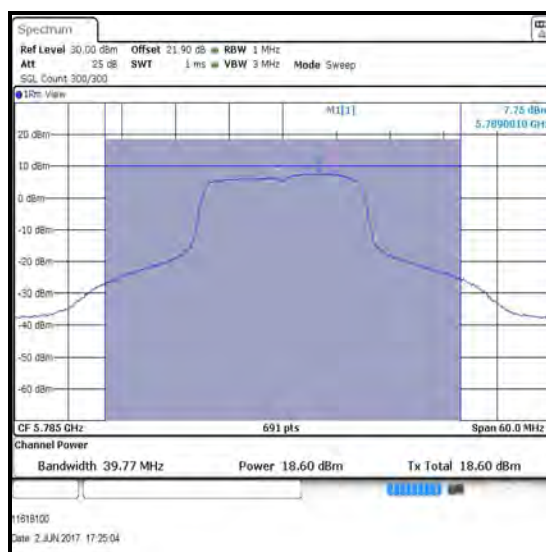 Spectrum
Ref Level 30.00 dBm Offset 21.90 dB RBW 1 MHz
Att 25 dB SWT 1 ms VBW 3 MHz Mode Sweep
SGL Count 300/300
1Rm View
M1[1] 7.75 dBm
5.7890010 GHz
20 dBm
10 dBm
0 dBm
-10 dBm
-20 dBm
-30 dBm
-40 dBm
-50 dBm
-60 dBm
CF 5.785 GHz 691 pts Span 60.0 MHz
Channel Power
Bandwidth 39.77 MHz Power 18.60 dBm Tx Total 18.60 dBm
Date: 2.JUN.2017 17:25:04